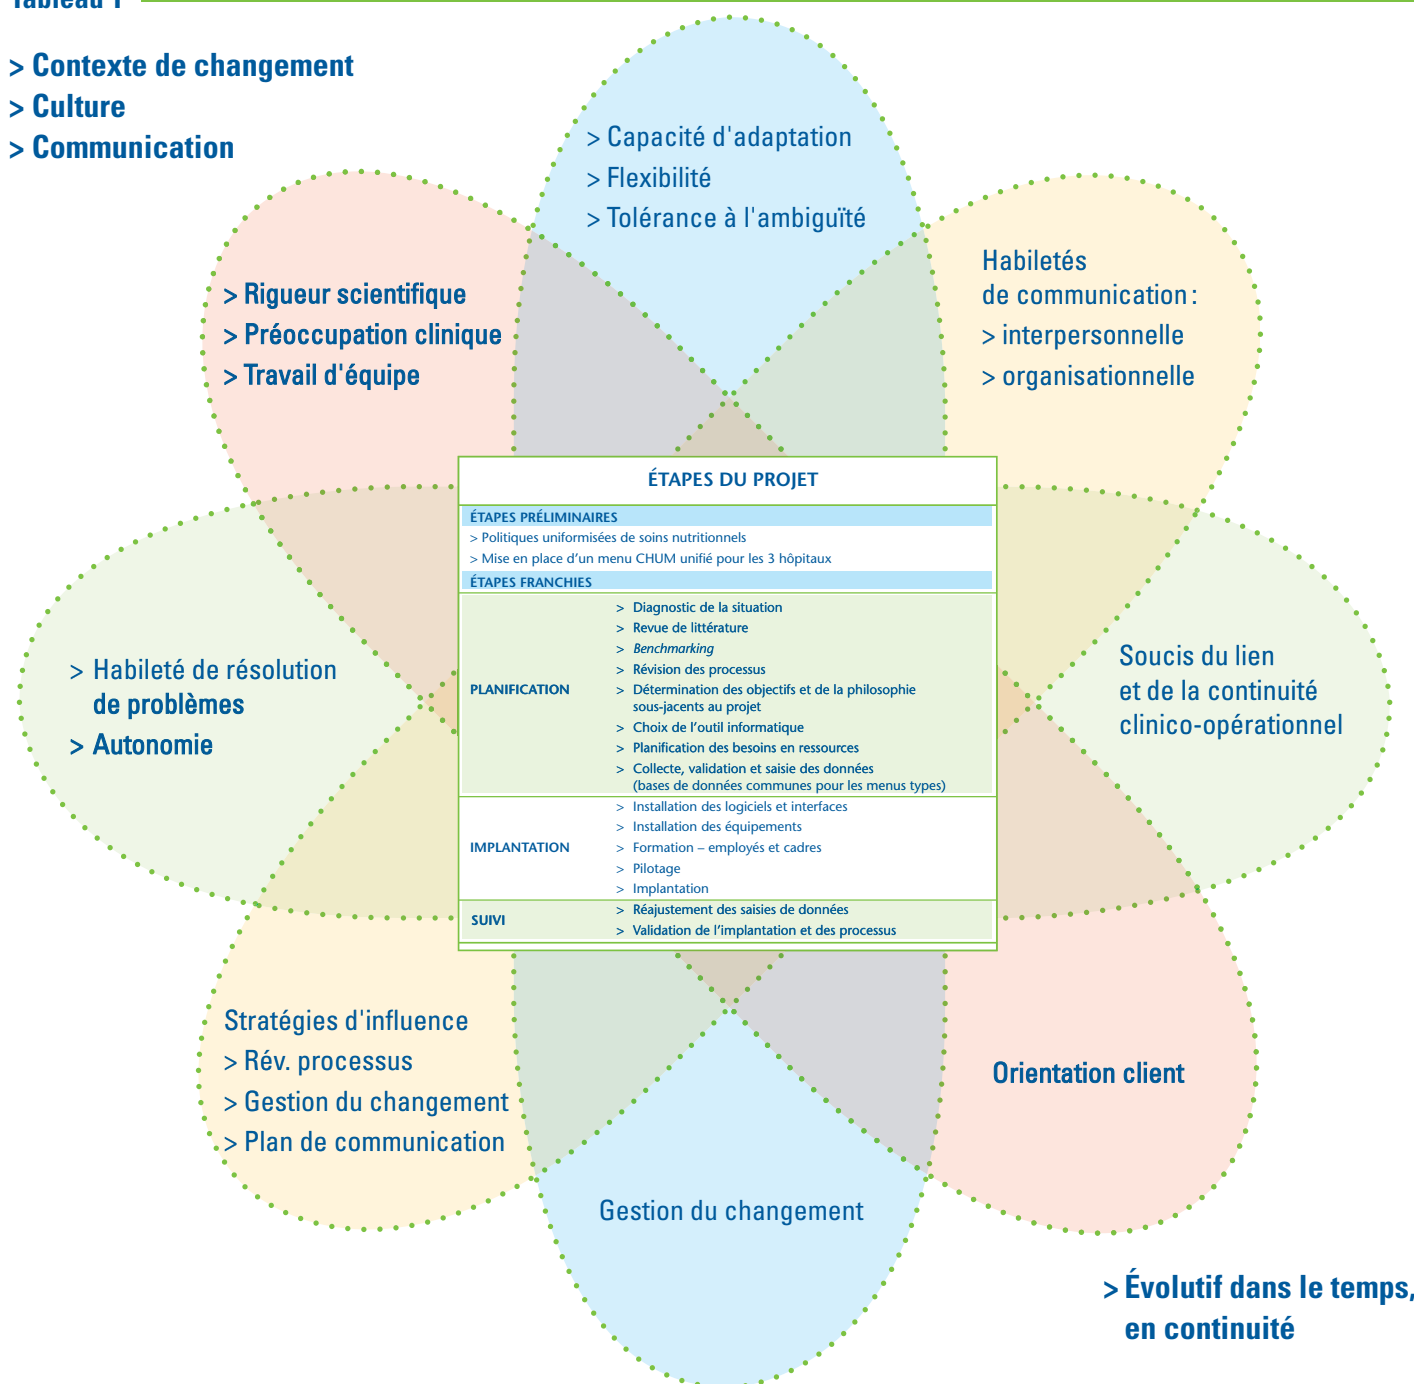 Tableau 1
> Contexte de changement
> Culture
> Communication
> Capacité d'adaptation
> Flexibilité
> Tolérance à l'ambiguïté
Habiletés
de communication :
> interpersonnelle
> organisationnelle
> Rigueur scientifique
> Préoccupation clinique
> Travail d'équipe
ÉTAPES DU PROJET
ÉTAPES PRÉLIMINAIRES
> Politiques uniformisées de soins nutritionnels
> Mise en place d’un menu CHUM unifié pour les 3 hôpitaux
ÉTAPES FRANCHIES
PLANIFICATION
> Diagnostic de la situation
> Revue de littérature
> Benchmarking
> Révision des processus
> Détermination des objectifs et de la philosophie
sous-jacents au projet
> Choix de l’outil informatique
> Planification des besoins en ressources
> Collecte, validation et saisie des données
(bases de données communes pour les menus types)
IMPLANTATION
> Installation des logiciels et interfaces
> Installation des équipements
> Formation – employés et cadres
> Pilotage
> Implantation
SUIVI
> Réajustement des saisies de données
> Validation de l’implantation et des processus
> Habileté de résolution
de problèmes
> Autonomie
Soucis du lien
et de la continuité
clinico-opérationnel
Stratégies d'influence
> Rév. processus
> Gestion du changement
> Plan de communication
Orientation client
Gestion du changement
> Évolutif dans le temps,
en continuité